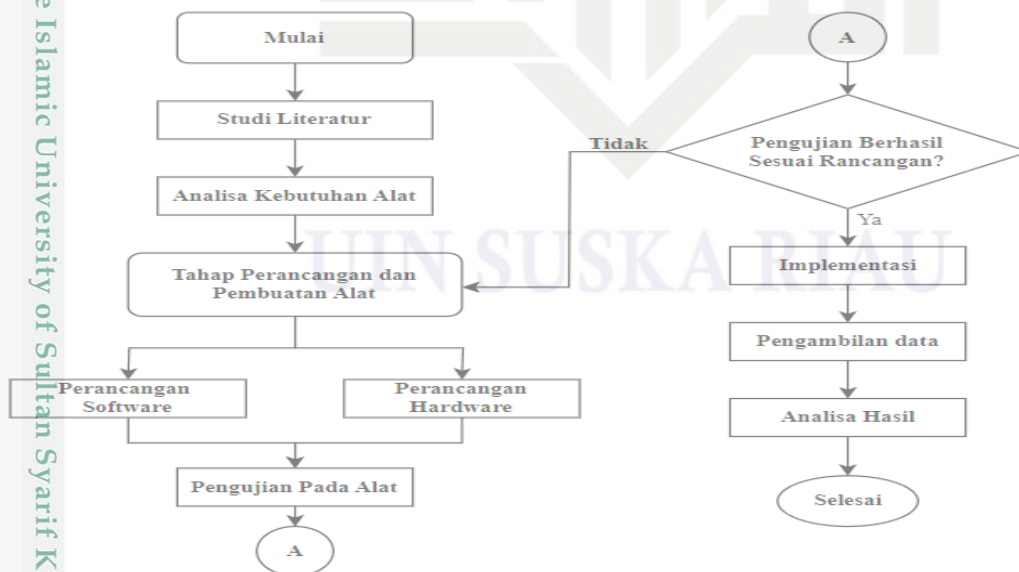 e Islamic University of Sultan Syarif K
Mulai
Studi Literatur
Analisa Kebutuhan Alat
Tahap Perancangan dan
Pembuatan Alat
Perancangan
Software
Perancangan
Hardware
Pengujian Pada Alat
A
A
Pengujian Berhasil
Sesuai Rancangan?
Tidak
Ya
Implementasi
Pengambilan data
Analisa Hasil
Selesai
UIN SUSKA RIAU